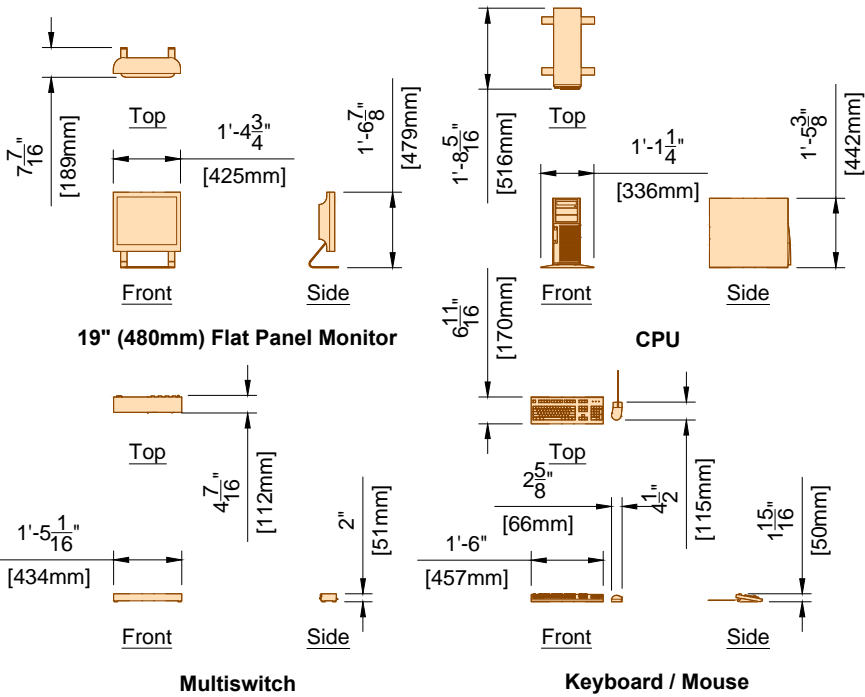 Top
7 7/16"
[189mm]
1'-4 3/4"
[425mm]
1'-6 7/8"
[479mm]
Front
Side
19" (480mm) Flat Panel Monitor
Top
1'-8 5/16"
[516mm]
1'-1 1/4"
[336mm]
1'-5 3/8"
[442mm]
Front
Side
CPU
Top
4 7/16"
[112mm]
1'-5 1/16"
[434mm]
2"
[51mm]
Front
Side
Multiswitch
6 11/16"
[170mm]
Top
2 5/8"
[66mm]
4 1/2"
[115mm]
1'-6"
[457mm]
1 15/16"
[50mm]
Front
Side
Keyboard / Mouse